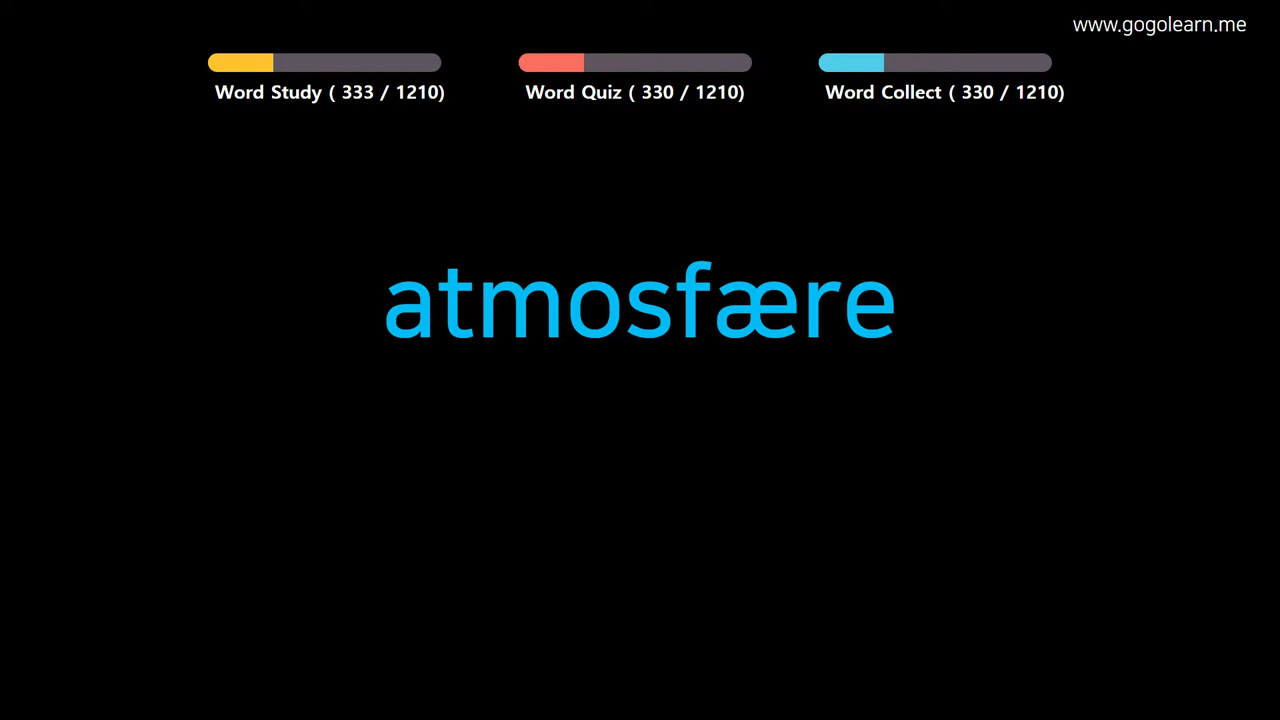 www.gogolearn.me
Word Study ( 333 / 1210)
Word Quiz ( 330 / 1210)
Word Collect ( 330 / 1210)
atmosfære